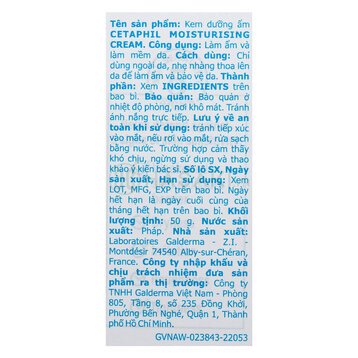 Tên sản phẩm: Kem dưỡng ẩm
CETAPHIL MOISTURISING
CREAM. Công dụng: Làm ẩm và
làm mềm da. Cách dùng: Chỉ
dùng ngoài da, nhẹ nhàng thoa lên
da để làm ẩm và bảo vệ da. Thành
phần: Xem INGREDIENTS trên
bao bì. Bảo quản: Bảo quản ở
nhiệt độ phòng, nơi khô mát. Tránh
ánh nắng trực tiếp. Lưu ý về an
toàn khi sử dụng: tránh tiếp xúc
vào mắt, nếu rơi vào mắt, rửa sạch
bằng nước. Trường hợp cảm thấy
khó chịu, ngừng sử dụng và thao
khảo ý kiến bác sĩ. Số lô SX, Ngày
sản xuất, Hạn sử dụng: Xem
LOT, MFG, EXP trên bao bì. Ngày
hết hạn là ngày cuối cùng của
tháng hết hạn trên bao bì. Khối
lượng tịnh: 50 g. Nước sản
xuất: Pháp. Nhà sản xuất:
Laboratoires Galderma - Z.I. -
Montdésir 74540 Alby-sur-Chéran,
France. Công ty nhập khẩu và
chịu trách nhiệm đưa sản
phẩm ra thị trường: Công ty
TNHH Galderma Việt Nam - Phòng
805, Tầng 8, số 235 Đồng Khởi,
Phường Bến Nghé, Quận 1, Thành
phố Hồ Chí Minh.
GVNAW-023843-22053